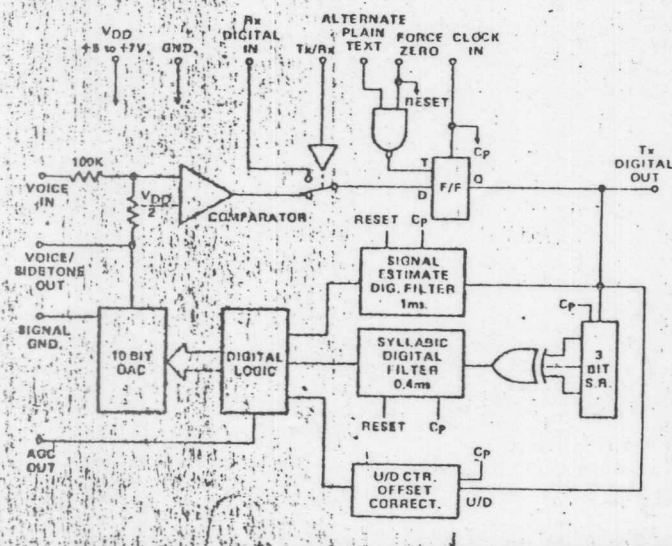 VDD
+5 to +7V.
GND.
Rx
DIGITAL
IN
Tx/Rx
ALTERNATE
PLAIN
TEXT
FORCE
ZERO
CLOCK
IN
RESET
CP
100K
VOICE
IN
VDD
2
COMPARATOR
T
D
F/F
Q
Tx
DIGITAL
OUT
VOICE/
SIDETONE
OUT
SIGNAL
GND.
RESET
CP
SIGNAL
ESTIMATE
DIG. FILTER
1ms.
CP
10 BIT
DAC
DIGITAL
LOGIC
SYLLABIC
DIGITAL
FILTER
0.4ms
3
BIT
S.R.
RESET
CP
AGC
OUT
U/D CTR.
OFFSET
CORRECT.
CP
U/D